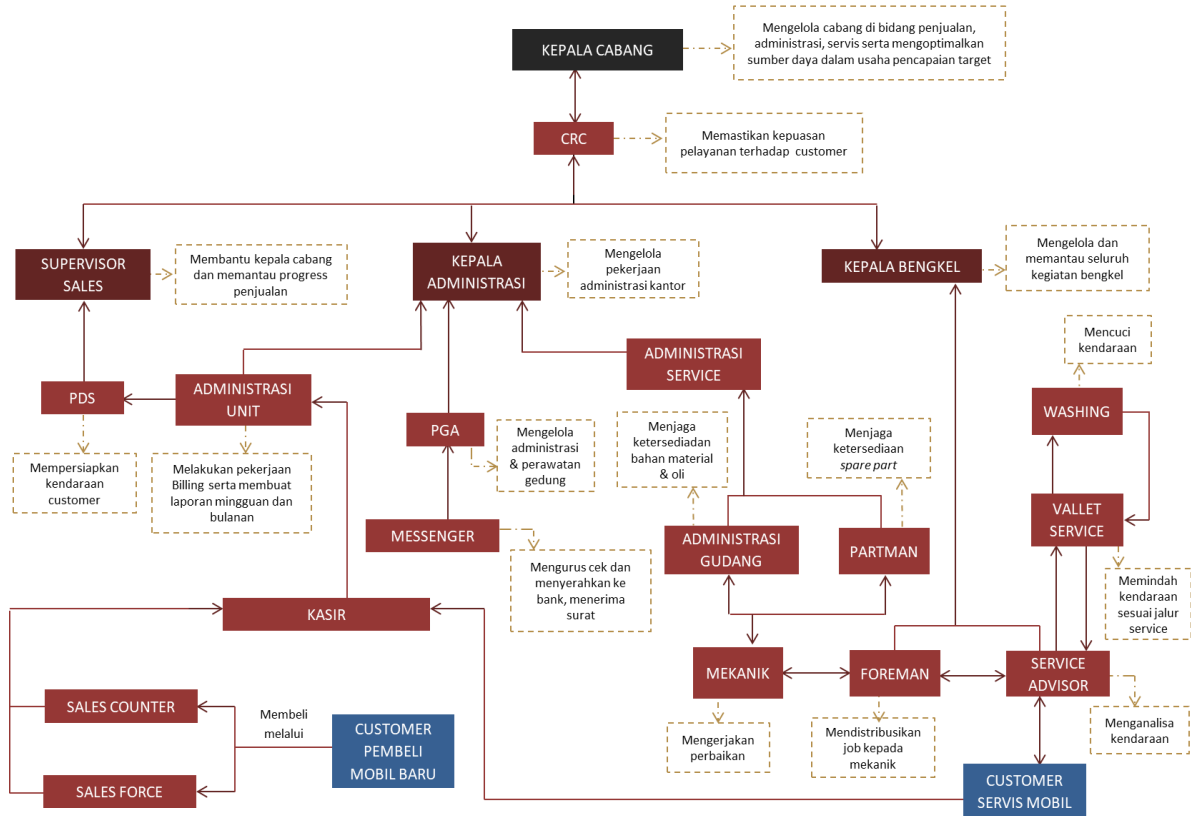 KEPALA CABANG
Mengelola cabang di bidang penjualan,
administrasi, servis serta mengoptimalkan
sumber daya dalam usaha pencapaian target
CRC
Memastikan kepuasan
pelayanan terhadap customer
SUPERVISOR
SALES
Membantu kepala cabang
dan memantau progress
penjualan
KEPALA
ADMINISTRASI
Mengelola
pekerjaan
administrasi kantor
KEPALA BENGKEL
Mengelola dan
memantau seluruh
kegiatan bengkel
Mencuci
kendaraan
ADMINISTRASI
SERVICE
PDS
ADMINISTRASI
UNIT
WASHING
PGA
Mengelola
administrasi
& perawatan
gedung
Menjaga
ketersediadan
bahan material
& oli
Menjaga
ketersediaan
spare part
Mempersiapkan
kendaraan
customer
Melakukan pekerjaan
Billing serta membuat
laporan mingguan dan
bulanan
MESSENGER
ADMINISTRASI
GUDANG
PARTMAN
VALLET
SERVICE
Mengurus cek dan
menyerahkan ke
bank, menerima
surat
Memindah
kendaraan
sesuai jalur
service
KASIR
MEKANIK
FOREMAN
SERVICE
ADVISOR
SALES COUNTER
Membeli
melalui
CUSTOMER
PEMBELI
MOBIL BARU
SALES FORCE
Mengerjakan
perbaikan
Mendistribusikan
job kepada
mekanik
Menganalisa
kendaraan
CUSTOMER
SERVIS MOBIL